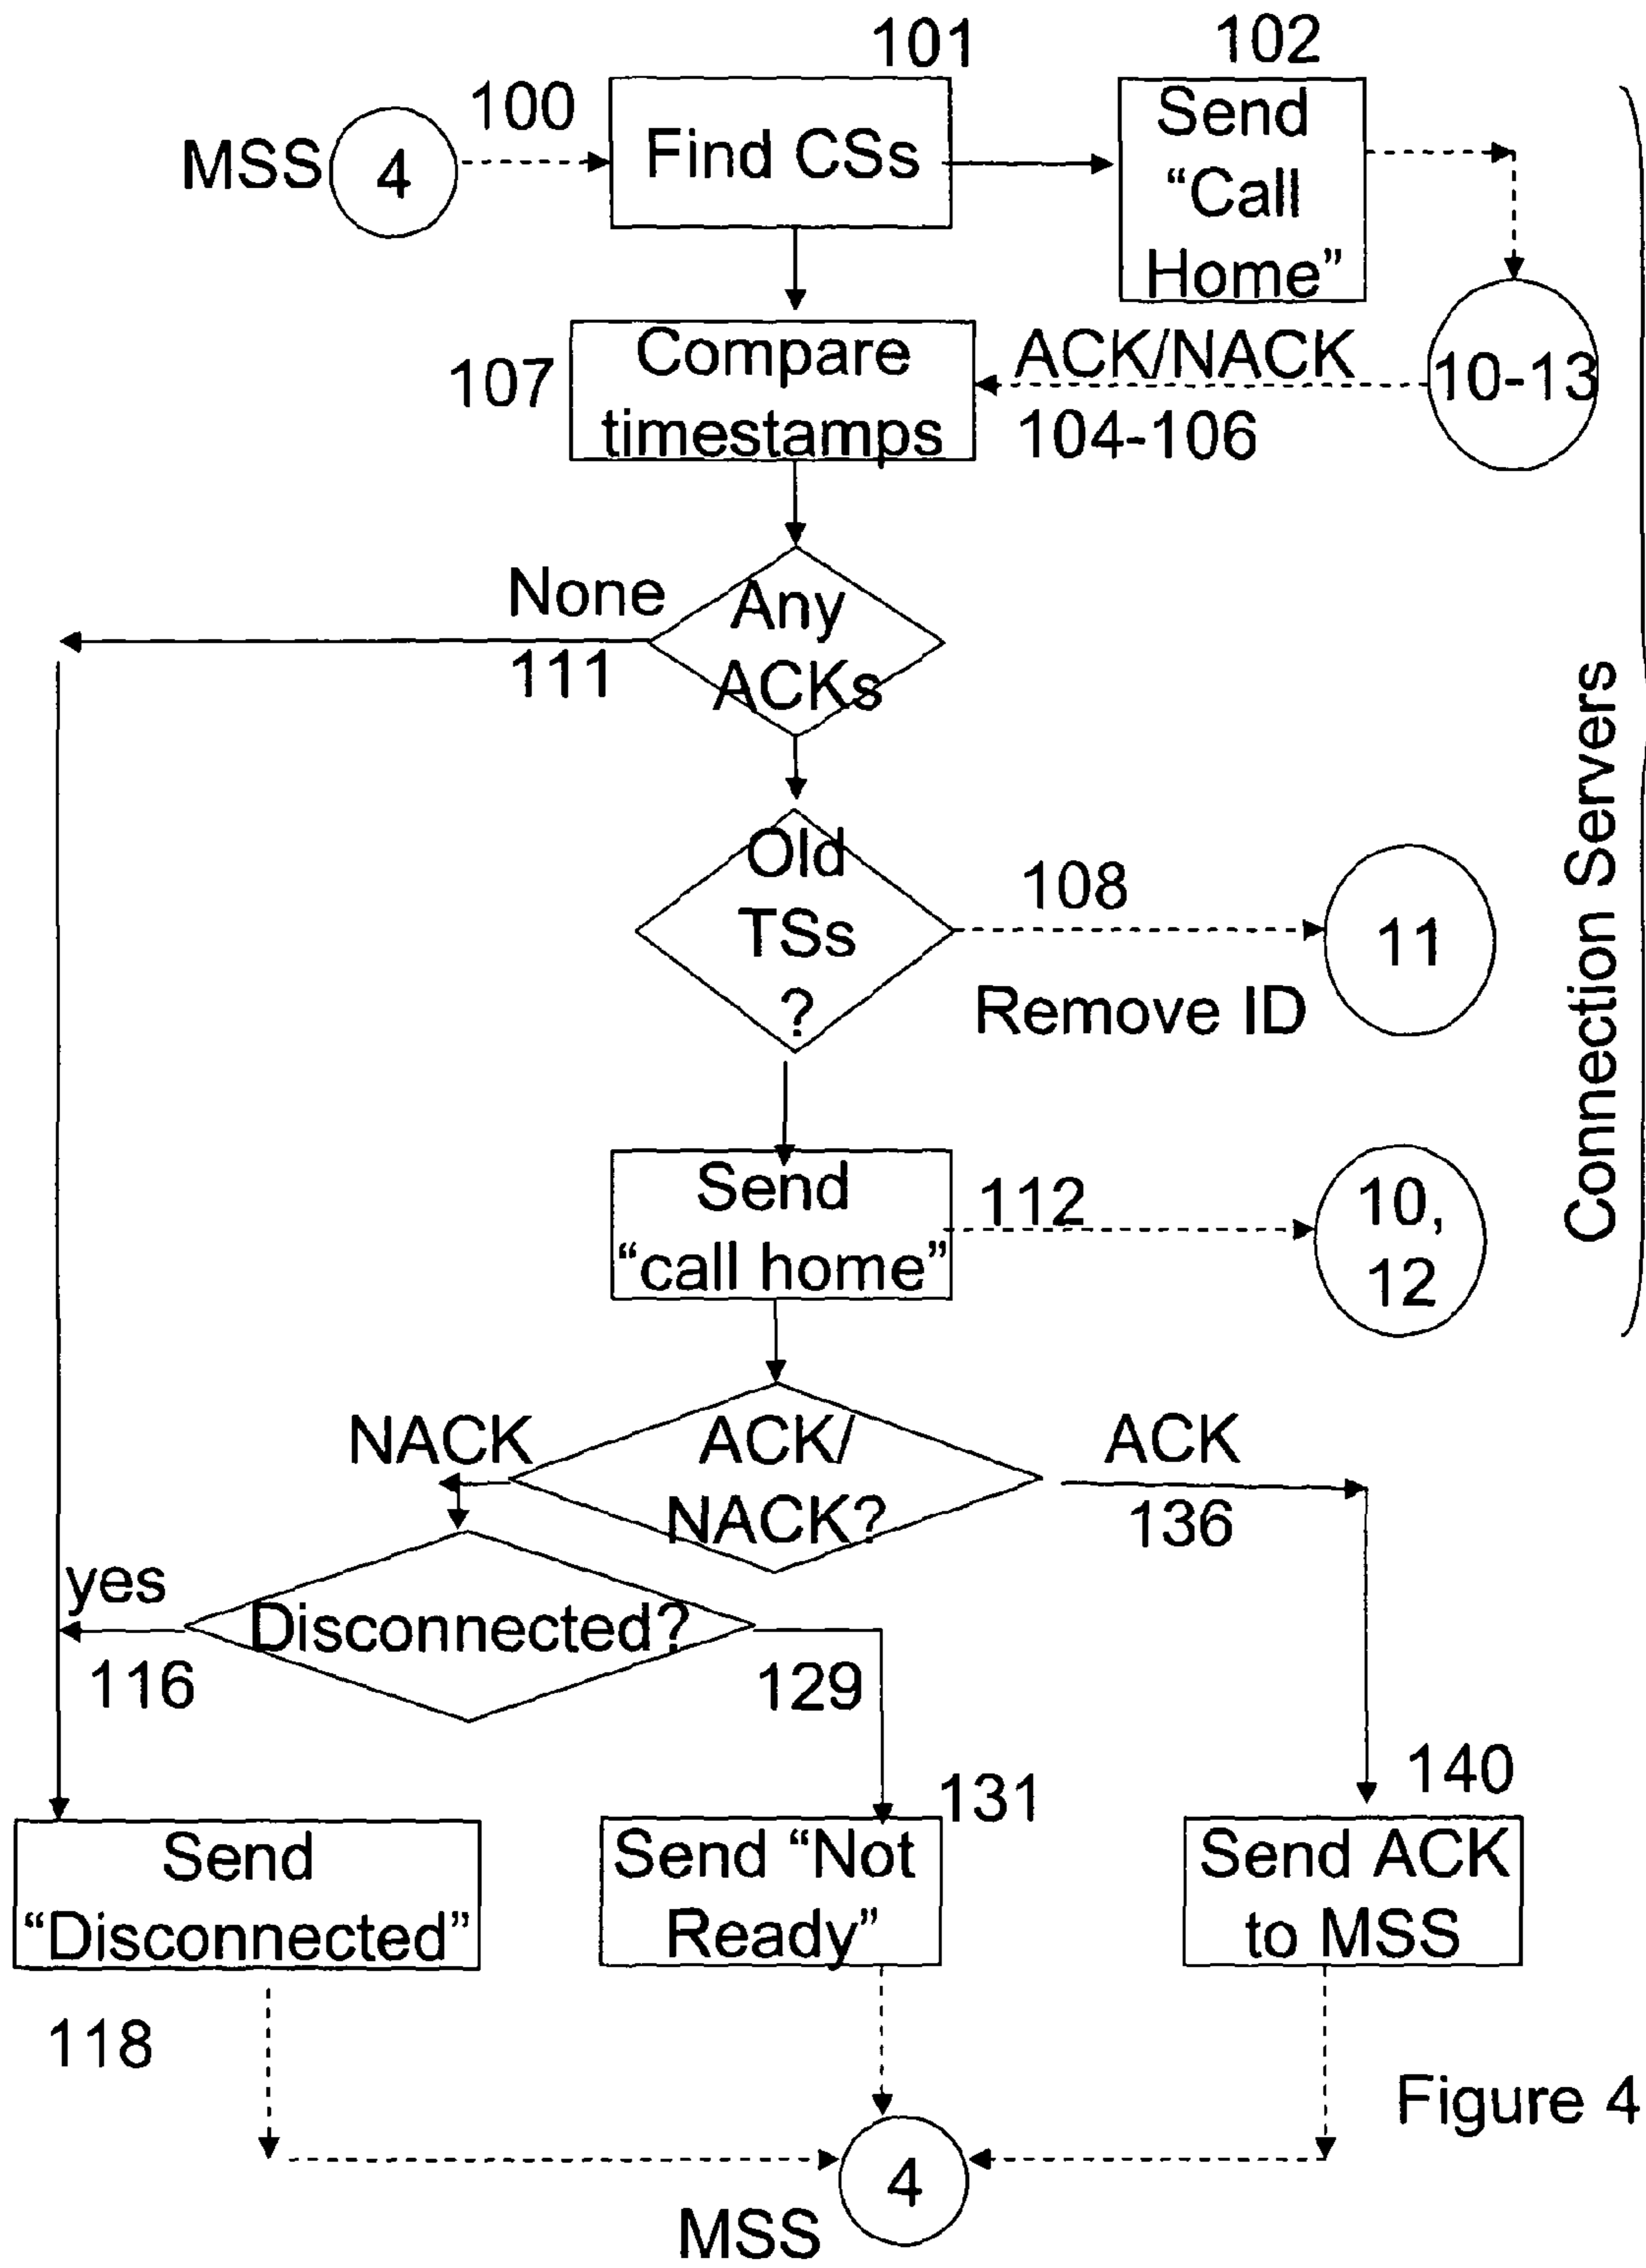 101
102
100
MSS
4
Find CSs
Send
“Call
Home”
107
Compare
timestamps
ACK/NACK
104-106
10-13
None
111
Any
ACKs
Old
TSs
?
108
Remove ID
11
Connection Servers
Send
“call home”
112
10,
12
NACK
ACK/
NACK?
ACK
136
yes
116
Disconnected?
129
131
140
Send
“Disconnected”
Send “Not
Ready”
Send ACK
to MSS
118
Figure 4
4
MSS